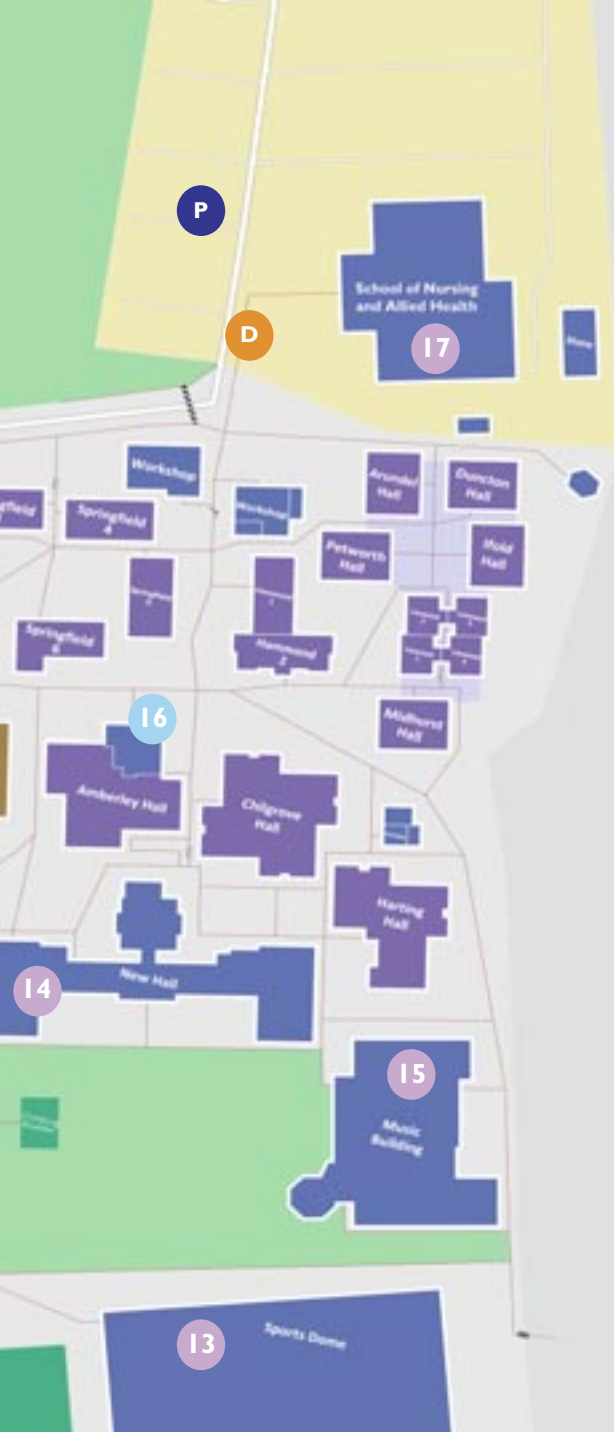 P
School of Nursing
and Allied Health
D
17
Workshop
Arundel
Hall
Duncton
Hall
Springfield
4
Workshop
Petworth
Hall
Ifold
Hall
Springfield
6
Hammond
2
16
Midhurst
Hall
Amberley Hall
Chilgrove
Hall
Harting
Hall
New Hall
14
15
Music
Building
13
Sports Dome